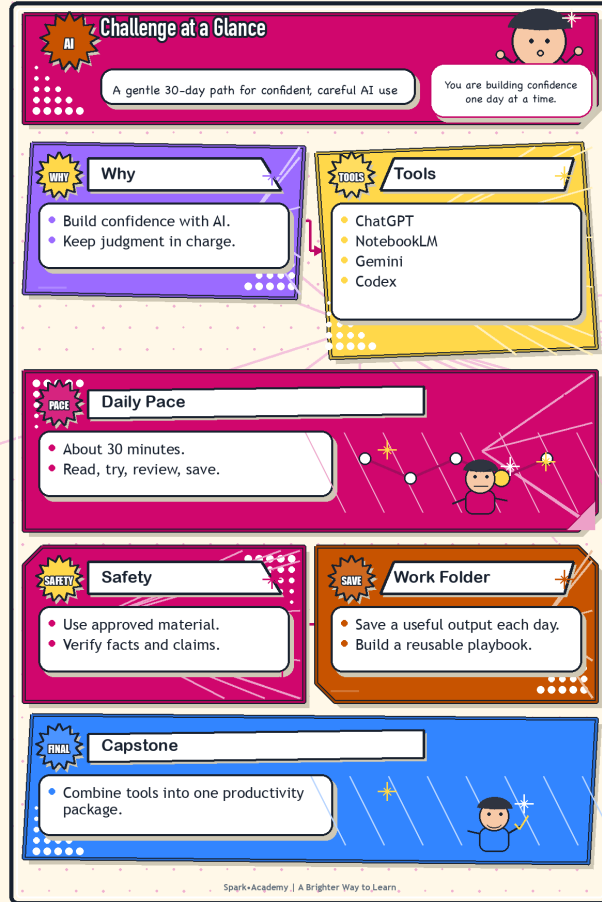 AI
Challenge at a Glance
A gentle 30-day path for confident, careful AI use
You are building confidence
one day at a time.
WHY
Why
Build confidence with AI.
Keep judgment in charge.
TOOLS
Tools
ChatGPT
NotebookLM
Gemini
Codex
PACE
Daily Pace
About 30 minutes.
Read, try, review, save.
SAFETY
Safety
Use approved material.
Verify facts and claims.
SAVE
Work Folder
Save a useful output each day.
Build a reusable playbook.
FINAL
Capstone
Combine tools into one productivity
package.
Spark•Academy | A Brighter Way to Learn